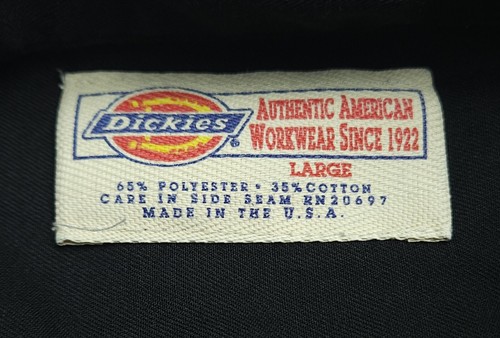 Dickies®
AUTHENTIC AMERICAN
WORKWEAR SINCE 1922
LARGE
65% POLYESTER • 35% COTTON
CARE IN SIDE SEAM RN20697
MADE IN THE U.S.A.